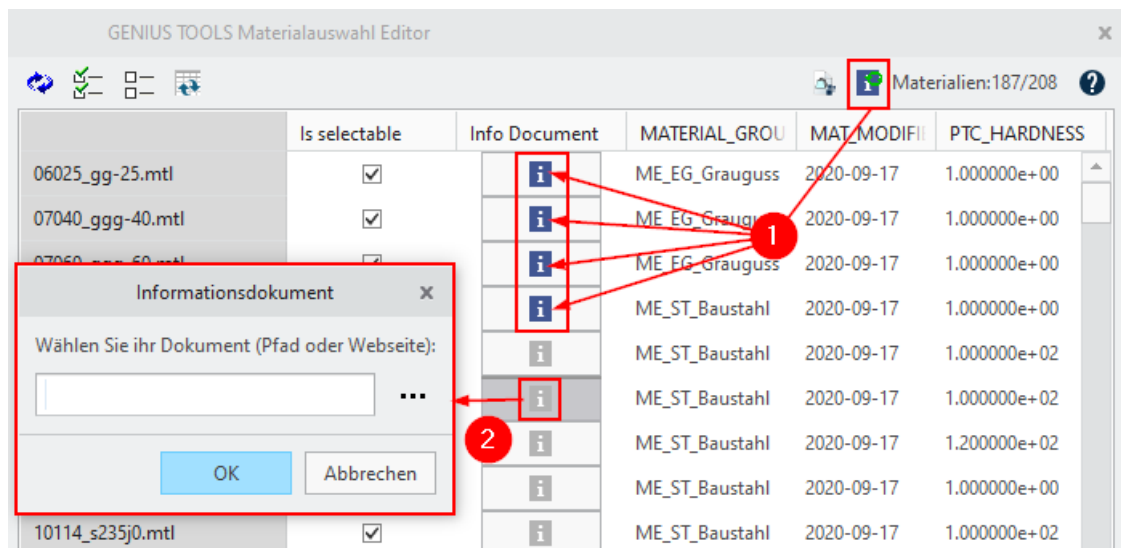 GENIUS TOOLS Materialauswahl Editor
Materialien:187/208
Is selectable Info Document MATERIAL_GROU MAT_MODIFI PTC_HARDNESS
06025_gg-25.mtl ME_EG_Grauguss 2020-09-17 1.000000e+00
07040_ggg-40.mtl ME_EG_Grauguss 2020-09-17 1.000000e+00
1
07060_ggg-60.mtl ME_EG_Grauguss 2020-09-17 1.000000e+00
ME_ST_Baustahl 2020-09-17 1.000000e+00
ME_ST_Baustahl 2020-09-17 1.000000e+02
ME_ST_Baustahl 2020-09-17 1.000000e+02
ME_ST_Baustahl 2020-09-17 1.200000e+02
ME_ST_Baustahl 2020-09-17 1.000000e+00
10114_s235j0.mtl ME_ST_Baustahl 2020-09-17 1.000000e+02
Informationsdokument
Wählen Sie ihr Dokument (Pfad oder Webseite):
2
OK Abbrechen